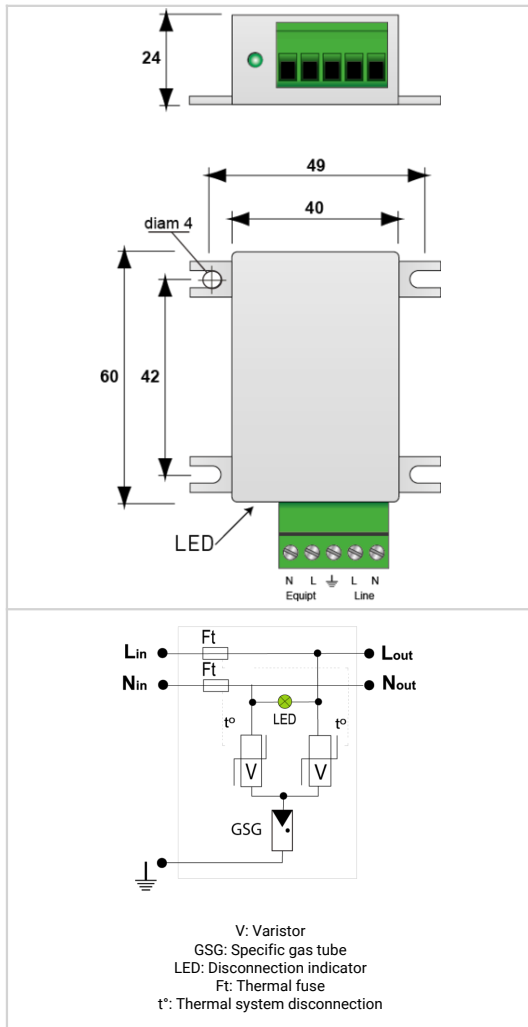 24
49
40
diam 4
60
42
LED
N L L N
Equipt Line
Ft
Lin Lout
Ft
Nin Nout
t° LED t°
V V
GSG
V: Varistor
GSG: Specific gas tube
LED: Disconnection indicator
Ft: Thermal fuse
t°: Thermal system disconnection